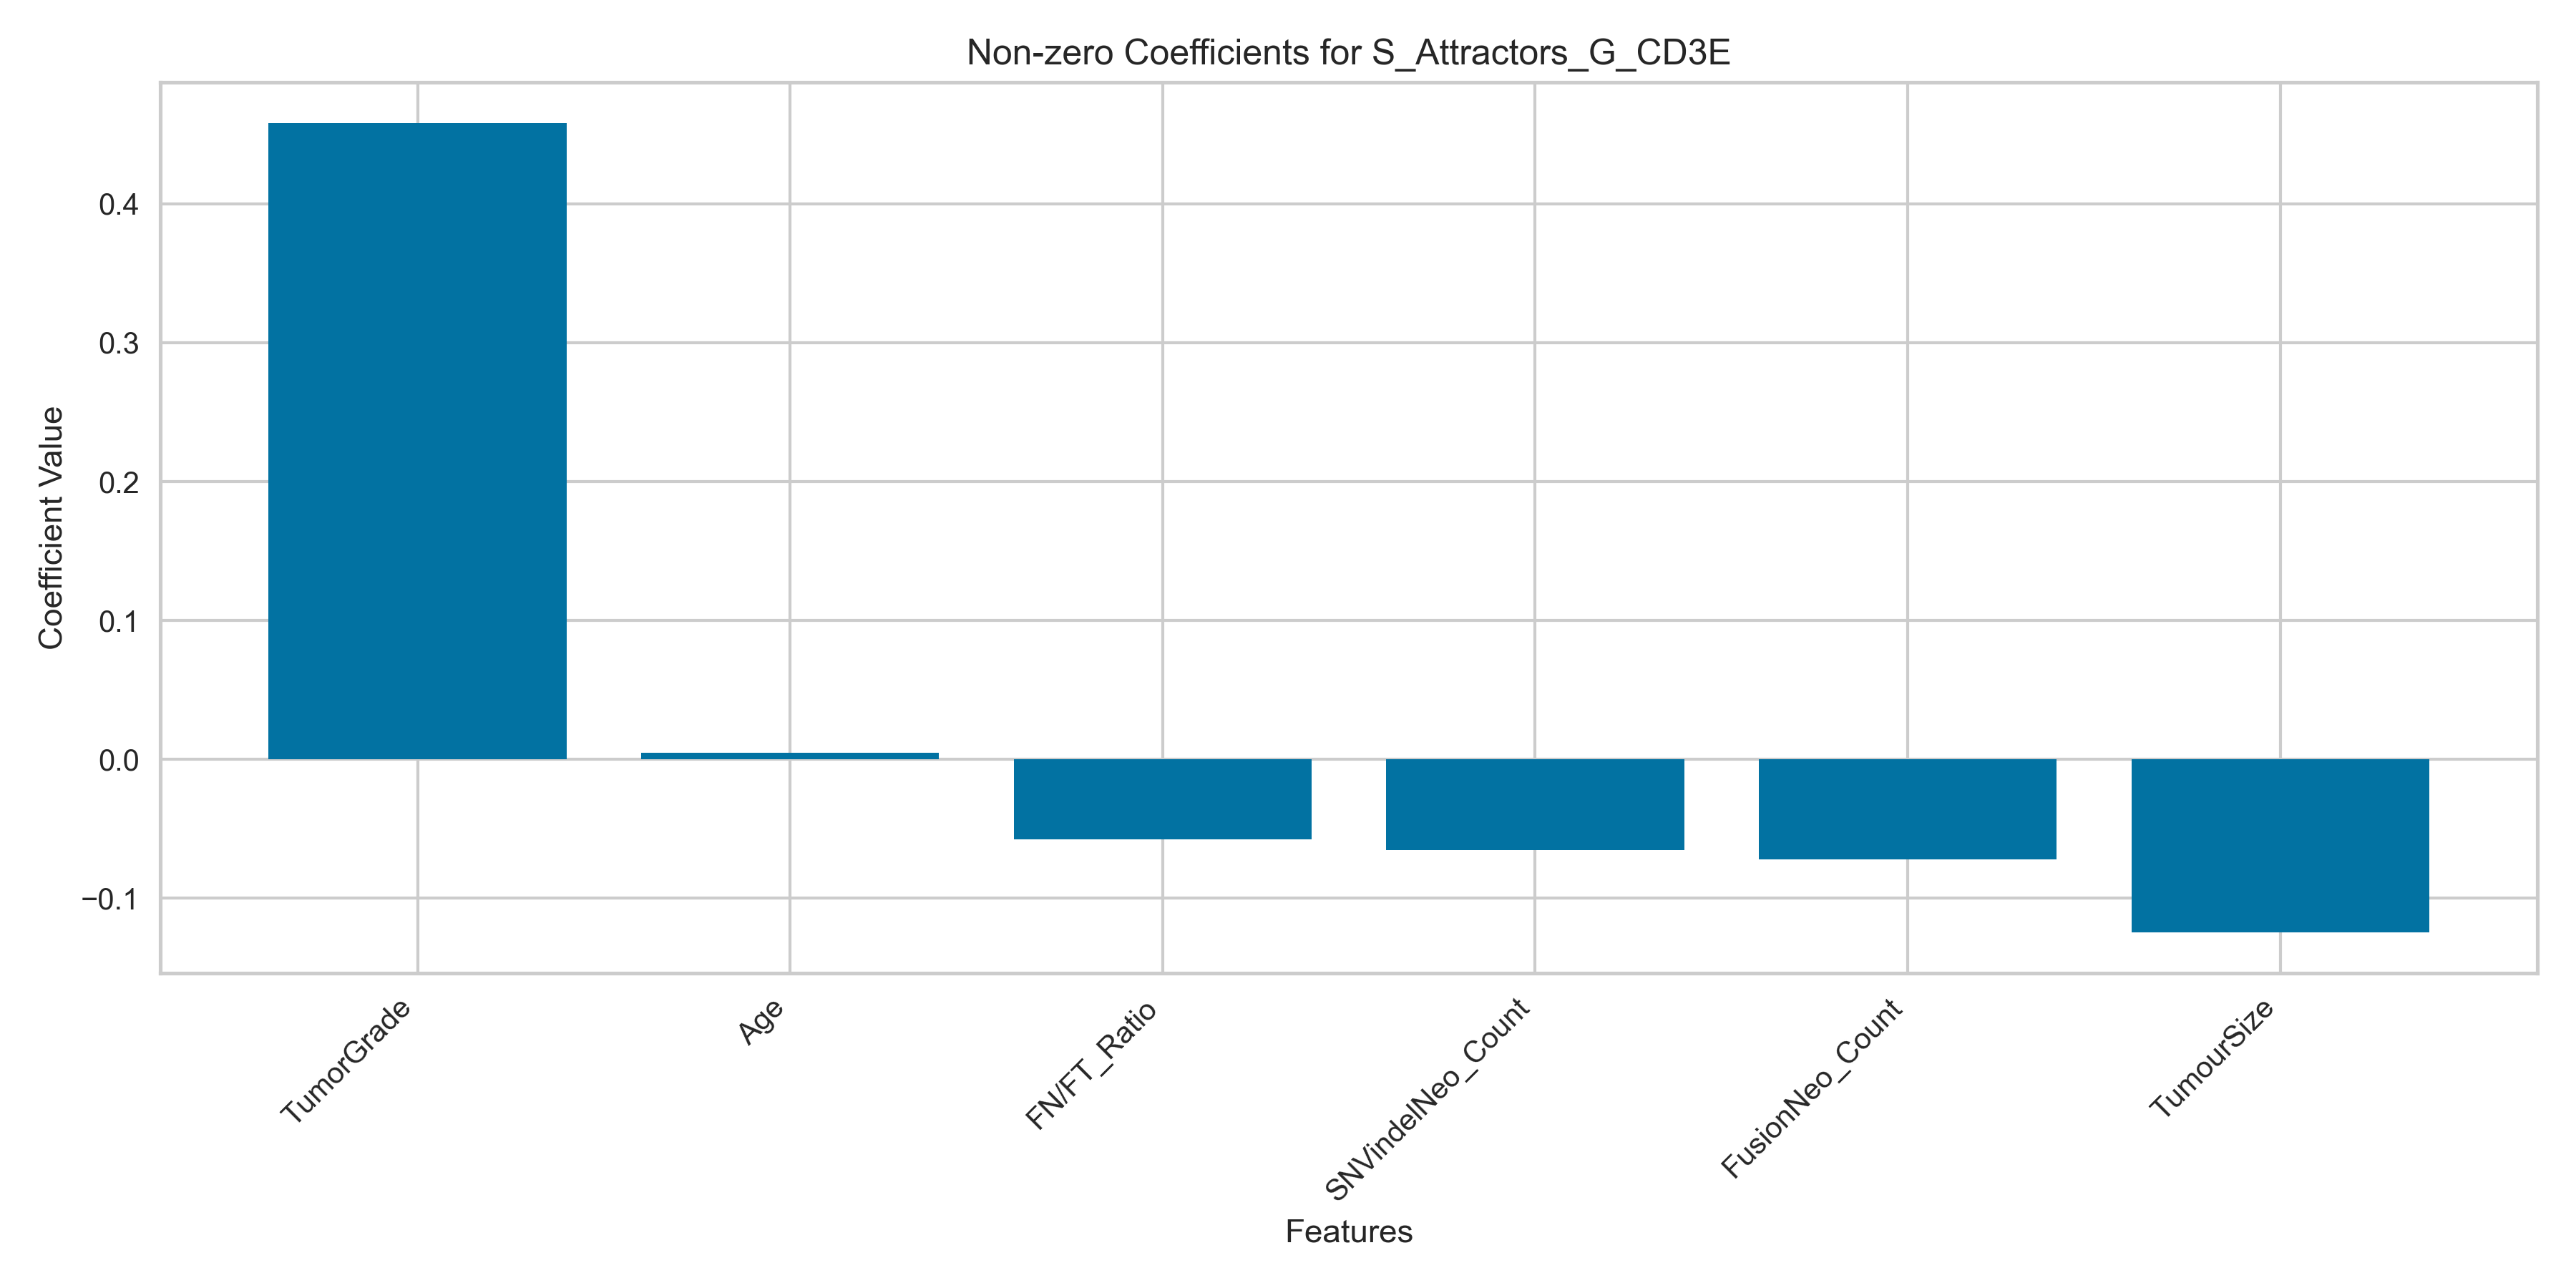 Non-zero Coefficients for S_Attractors_G_CD3E
Coefficient Value
0.4
0.3
0.2
0.1
0.0
−0.1
TumorGrade
Age
FN/FT_Ratio
SNVindelNeo_Count
FusionNeo_Count
TumourSize
Features